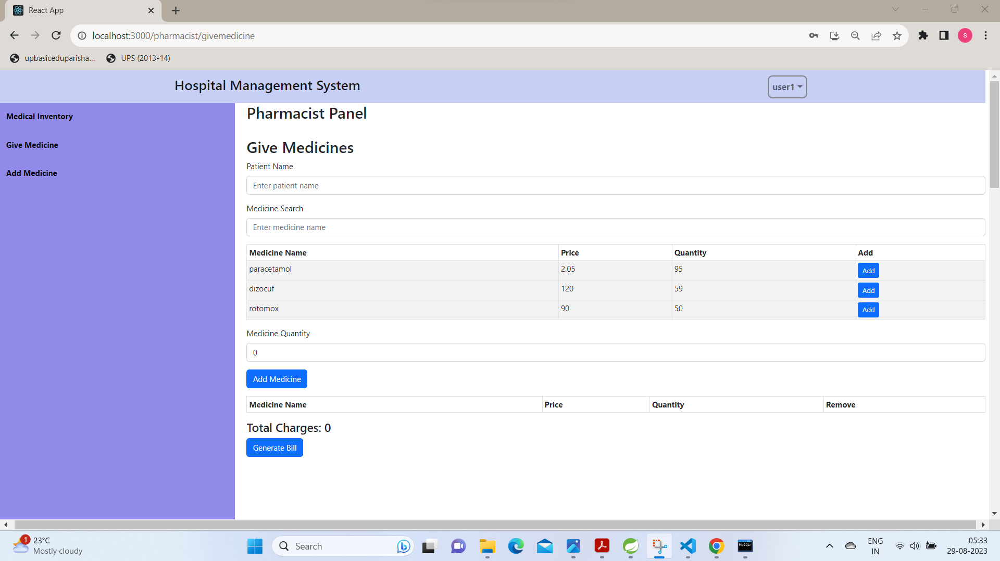 React App
localhost:3000/pharmacist/givemedicine
S
upbasiceduparisha...
UPS (2013-14)
Hospital Management System
user1
Medical Inventory
Give Medicine
Add Medicine
Pharmacist Panel
Give Medicines
Patient Name
Enter patient name
Medicine Search
Enter medicine name
Medicine Name Price Quantity Add
paracetamol 2.05 95 Add
dizocuf 120 59 Add
rotomox 90 50 Add
Medicine Quantity
0
Add Medicine
Medicine Name Price Quantity Remove
Total Charges: 0
Generate Bill
1
23°C
Mostly cloudy
Search
MySQL
ENG
IN
05:33
29-08-2023